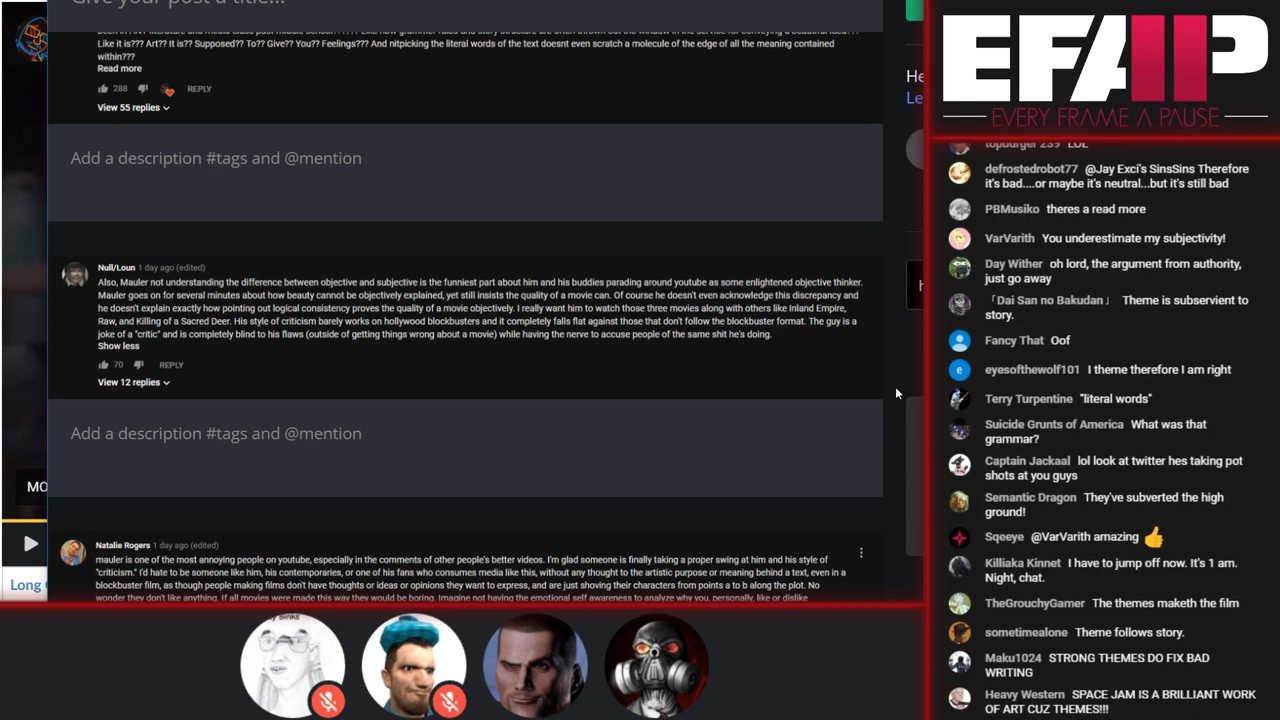 Give your post a title...
Like it is??? Art?? It is?? Supposed?? To?? Give?? You?? Feelings??? And nitpicking the literal words of the text doesnt even scratch a molecule of the edge of all the meaning contained
within???
Read more
288 REPLY
View 55 replies
Add a description #tags and @mention
Null/Loun 1 day ago (edited)
Also, Mauler not understanding the difference between objective and subjective is the funniest part about him and his buddies parading around youtube as some enlightened objective thinker.
Mauler goes on for several minutes about how beauty cannot be objectively explained, yet still insists the quality of a movie can. Of course he doesn't even acknowledge this discrepancy and
he doesn't explain exactly how pointing out logical consistency proves the quality of a movie objectively. I really want him to watch those three movies along with others like Inland Empire,
Raw, and Killing of a Sacred Deer. His style of criticism barely works on hollywood blockbusters and it completely falls flat against those that don't follow the blockbuster format. The guy is a
joke of a "critic" and is completely blind to his flaws (outside of getting things wrong about a movie) while having the nerve to accuse people of the same shit he's doing.
Show less
70 REPLY
View 12 replies
Add a description #tags and @mention
Natalie Rogers 1 day ago (edited)
mauler is one of the most annoying people on youtube, especially in the comments of other people's better videos. I'm glad someone is finally taking a proper swing at him and his style of
"criticism." I'd hate to be someone like him, his contemporaries, or one of his fans who consumes media like this, without any thought to the artistic purpose or meaning behind a text, even in a
blockbuster film, as though people making films don't have thoughts or ideas or opinions they want to express, and are just shoving their characters from points a to b along the plot. No
wonder they don't like anything. If all movies were made this way they would be boring. Imagine not having the emotional self awareness to analyze why you, personally, like or dislike
MO
Long
He
Le
EFAP
EVERY FRAME A PAUSE
topburger 239 LOL
defrostedrobot77 @Jay Exci's SinsSins Therefore
it's bad....or maybe it's neutral...but it's still bad
PBMusiko theres a read more
VarVarith You underestimate my subjectivity!
Day Wither oh lord, the argument from authority,
just go away
「Dai San no Bakudan」 Theme is subservient to
story.
Fancy That Oof
e
eyesofthewolf101 I theme therefore I am right
Terry Turpentine "literal words"
Suicide Grunts of America What was that
grammar?
Captain Jackaal lol look at twitter hes taking pot
shots at you guys
Semantic Dragon They've subverted the high
ground!
Sqeeye @VarVarith amazing
Killiaka Kinnet I have to jump off now. It's 1 am.
Night, chat.
TheGrouchyGamer The themes maketh the film
sometimealone Theme follows story.
Maku1024 STRONG THEMES DO FIX BAD
WRITING
Heavy Western SPACE JAM IS A BRILLIANT WORK
OF ART CUZ THEMES!!!